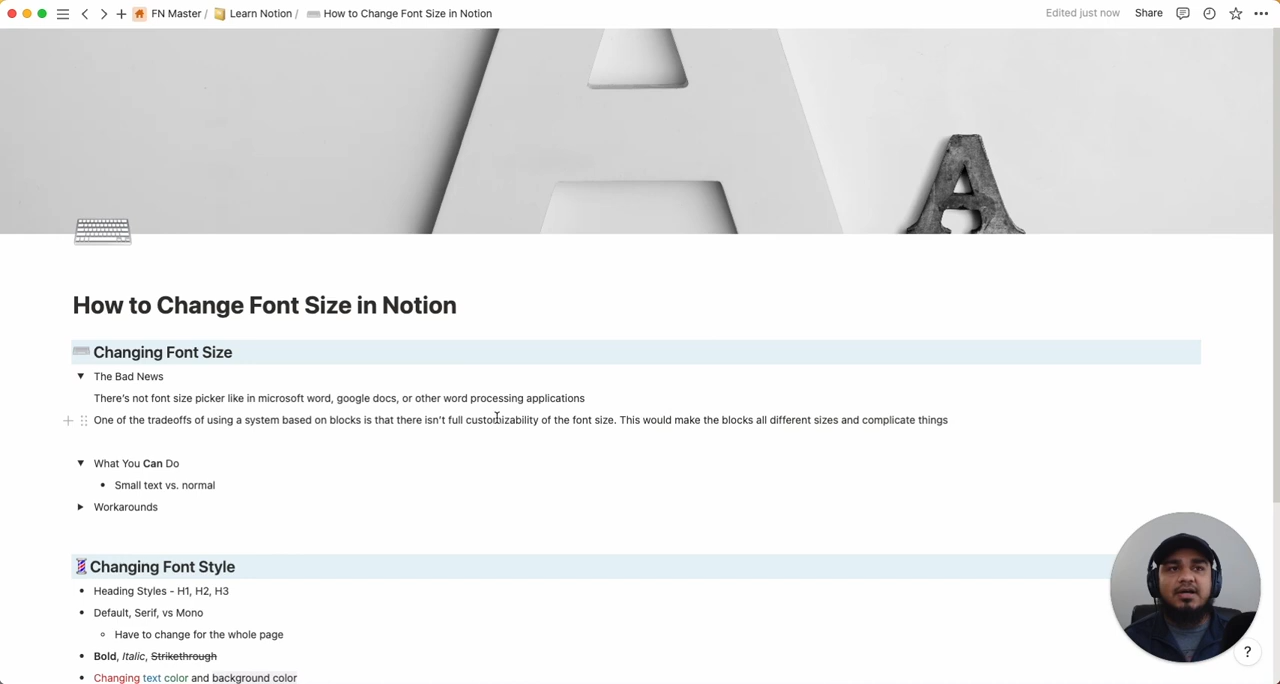 FN Master / Learn Notion / How to Change Font Size in Notion Edited just now Share
A
A
How to Change Font Size in Notion
Changing Font Size
The Bad News
There's not font size picker like in microsoft word, google docs, or other word processing applications
One of the tradeoffs of using a system based on blocks is that there isn't full customizability of the font size. This would make the blocks all different sizes and complicate things
What You Can Do
Small text vs. normal
Workarounds
Changing Font Style
Heading Styles - H1, H2, H3
Default, Serif, vs Mono
Have to change for the whole page
Bold, Italic, Strikethrough
Changing text color and background color
?